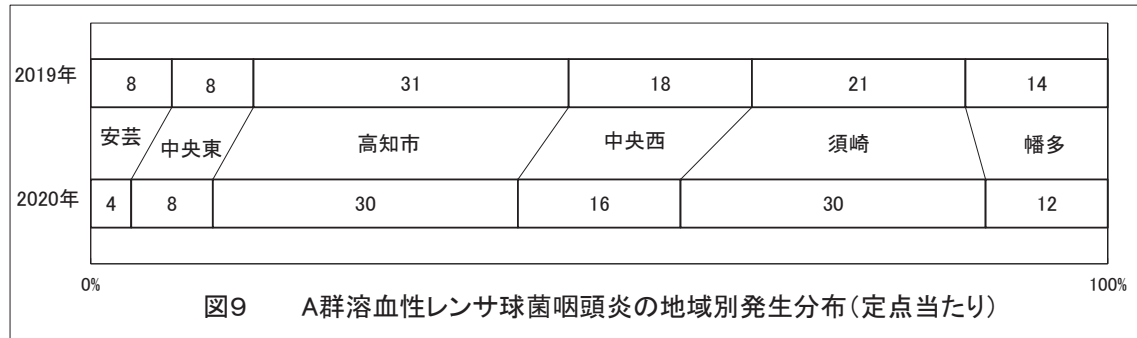 2019年 8 8 31 18 21 14
安芸 中央東 高知市 中央西 須崎 幡多
2020年 4 8 30 16 30 12
0% 100%
図9 A群溶血性レンサ球菌咽頭炎の地域別発生分布(定点当たり)